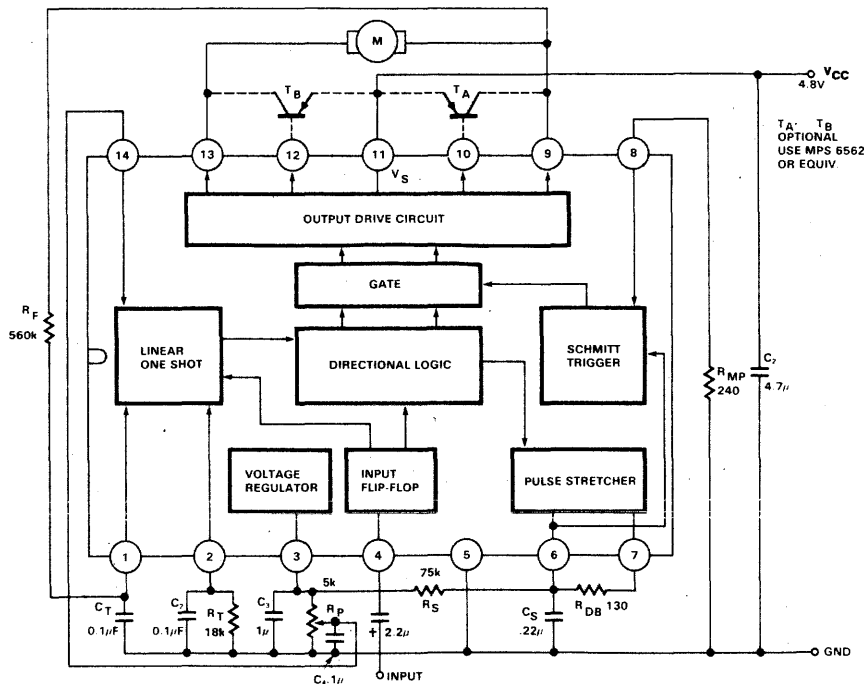 M
T_B
T_A
V_CC
4.8V
T_A, T_B
OPTIONAL
USE MPS 6562
OR EQUIV.
14
13
12
11
10
9
8
V_S
OUTPUT DRIVE CIRCUIT
GATE
R_F
560k
LINEAR
ONE SHOT
DIRECTIONAL LOGIC
SCHMITT
TRIGGER
R_MP
240
C_7
4.7μ
VOLTAGE
REGULATOR
INPUT
FLIP-FLOP
PULSE STRETCHER
1
2
3
4
5
6
7
C_T
0.1μF
C_7
0.1μF
R_T
18k
C_3
1μ
5k
R_P
C_4 .1μ
+ 2.2μ
INPUT
75k
R_S
C_S
.22μ
R_DB 130
GND